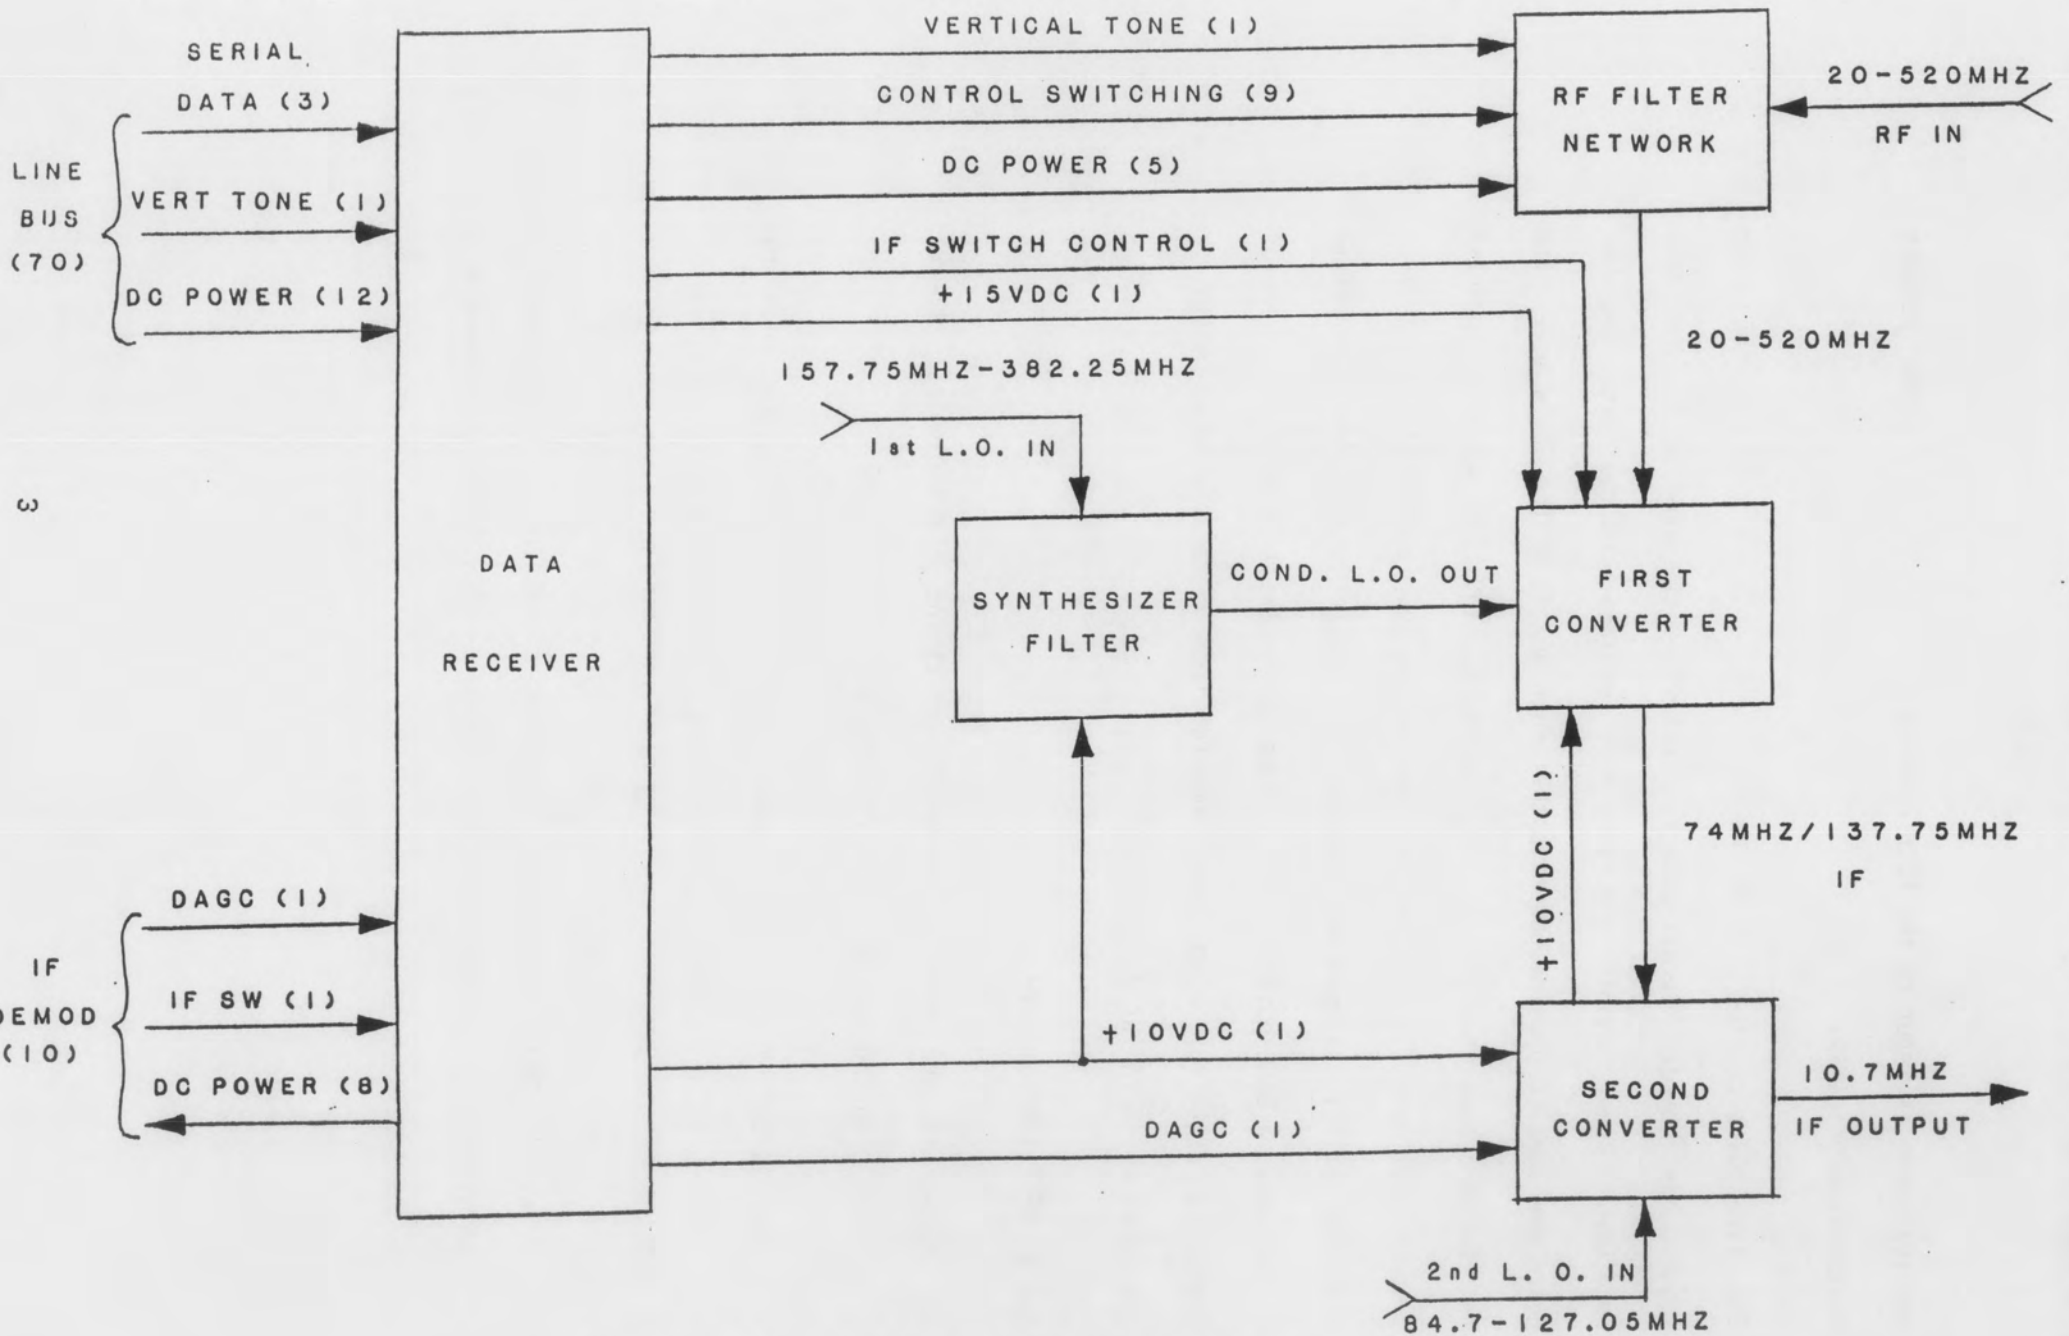 SERIAL
DATA (3)
LINE
BUS
(70)
VERT TONE (1)
DC POWER (12)
DATA
RECEIVER
VERTICAL TONE (1)
CONTROL SWITCHING (9)
DC POWER (5)
IF SWITCH CONTROL (1)
+15VDC (1)
RF FILTER
NETWORK
20-520MHZ
RF IN
20-520MHZ
157.75MHZ-382.25MHZ
1st L.O. IN
SYNTHESIZER
FILTER
COND. L.O. OUT
FIRST
CONVERTER
+10VDC (1)
74MHZ/137.75MHZ
IF
3
DAGC (1)
IF
DEMOD
(10)
IF SW (1)
DC POWER (8)
+10VDC (1)
DAGC (1)
SECOND
CONVERTER
10.7MHZ
IF OUTPUT
2nd L. O. IN
84.7-127.05MHZ